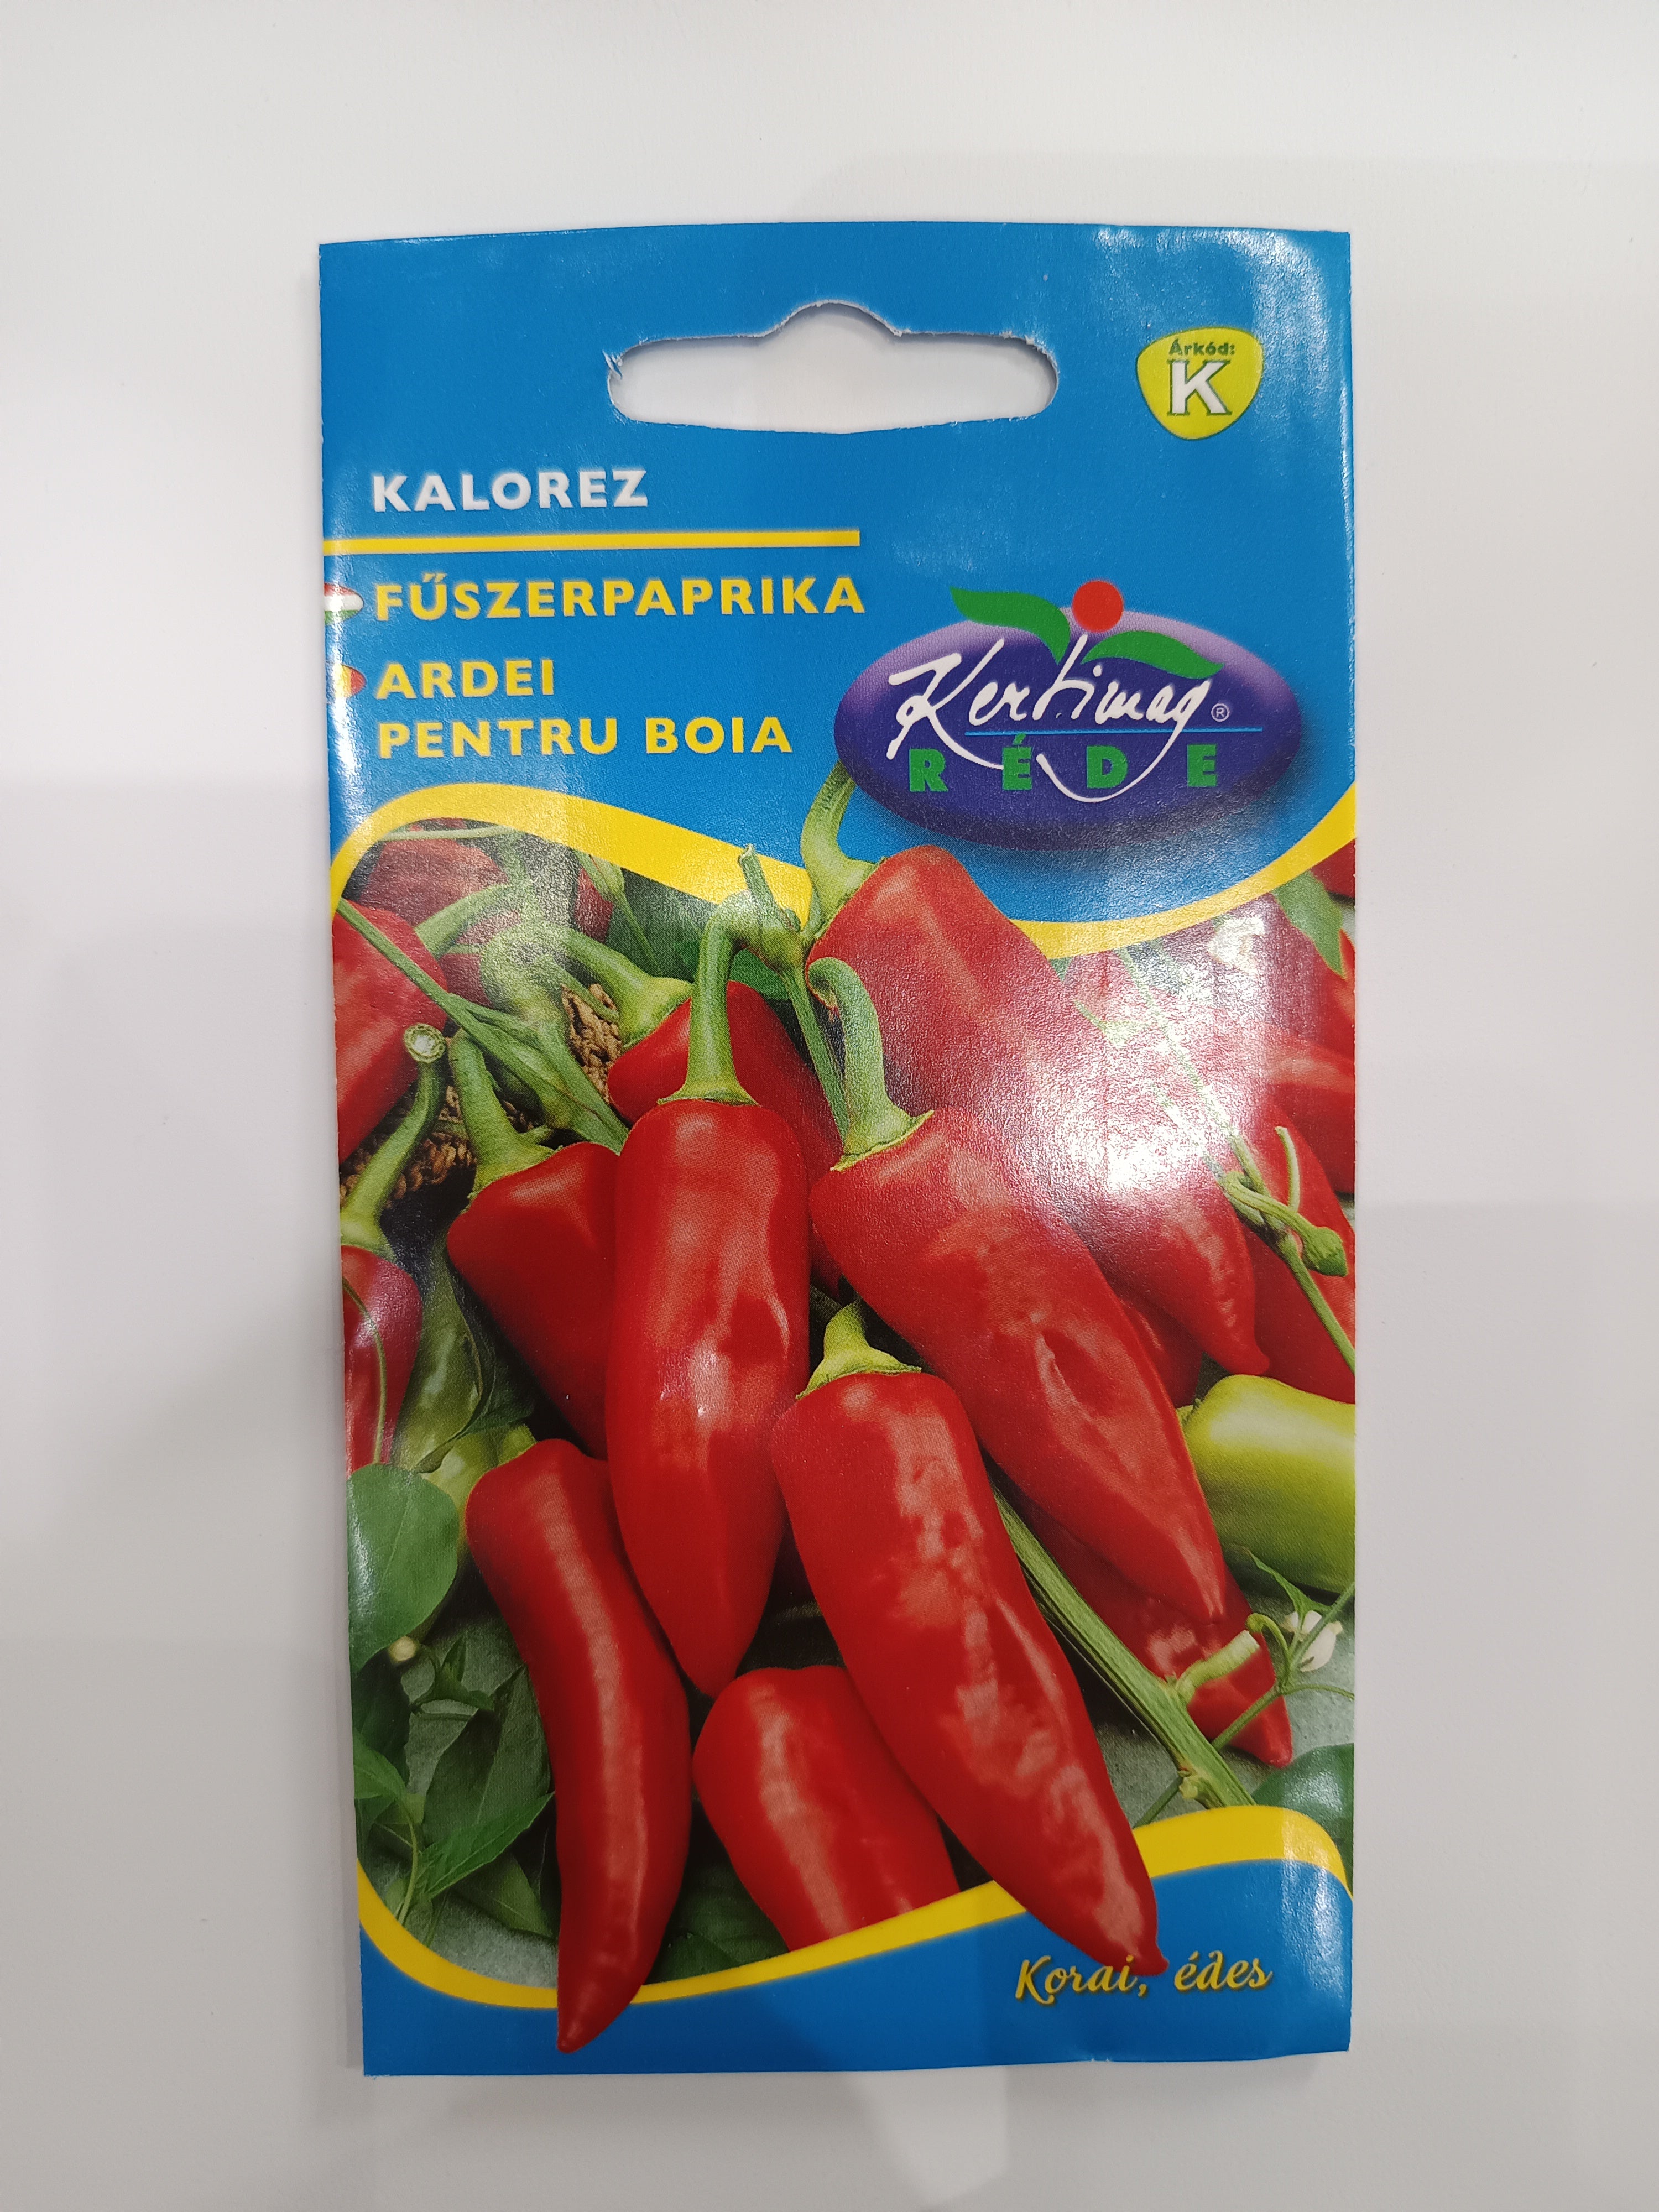 Árkód:
K
KALOREZ
FŰSZERPAPRIKA
ARDEI
PENTRU BOIA
Kertimag®
RÉDE
Korai, édes